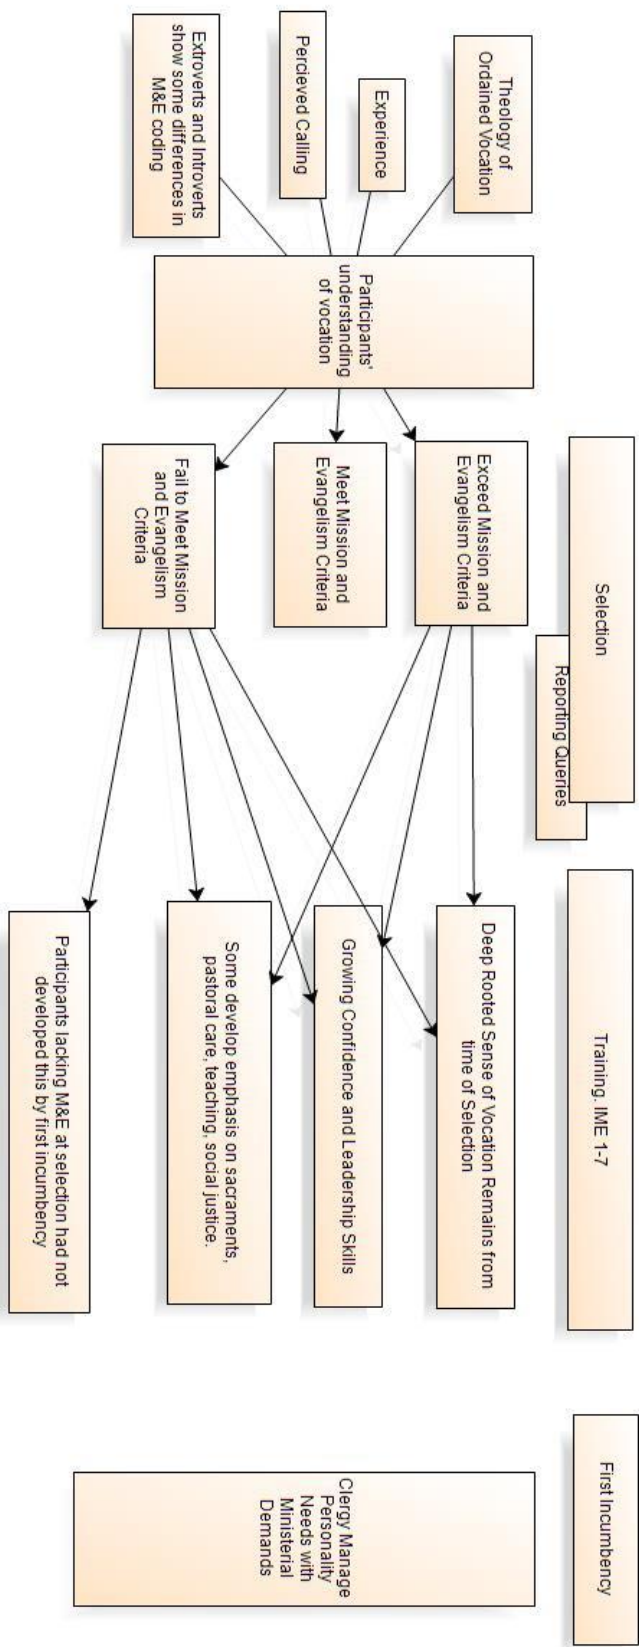 Selection
Reporting Queries
Training. IME 1-7
First Incumbency
Theology of
Ordained Vocation
Experience
Percieved Calling
Extroverts and Introverts
show some differences in
M&E coding
Participants'
understanding
of vocation
Exceed Mission and
Evangelism Criteria
Meet Mission and
Evangelism Criteria
Fail to Meet Mission
and Evangelism
Criteria
Deep Rooted Sense of Vocation Remains from
time of Selection
Growing Confidence and Leadership Skills
Some develop emphasis on sacraments,
pastoral care, teaching, social justice.
Participants lacking M&E at selection had not
developed this by first incumbency
Clergy Manage
Personality
Needs with
Ministerial
Demands